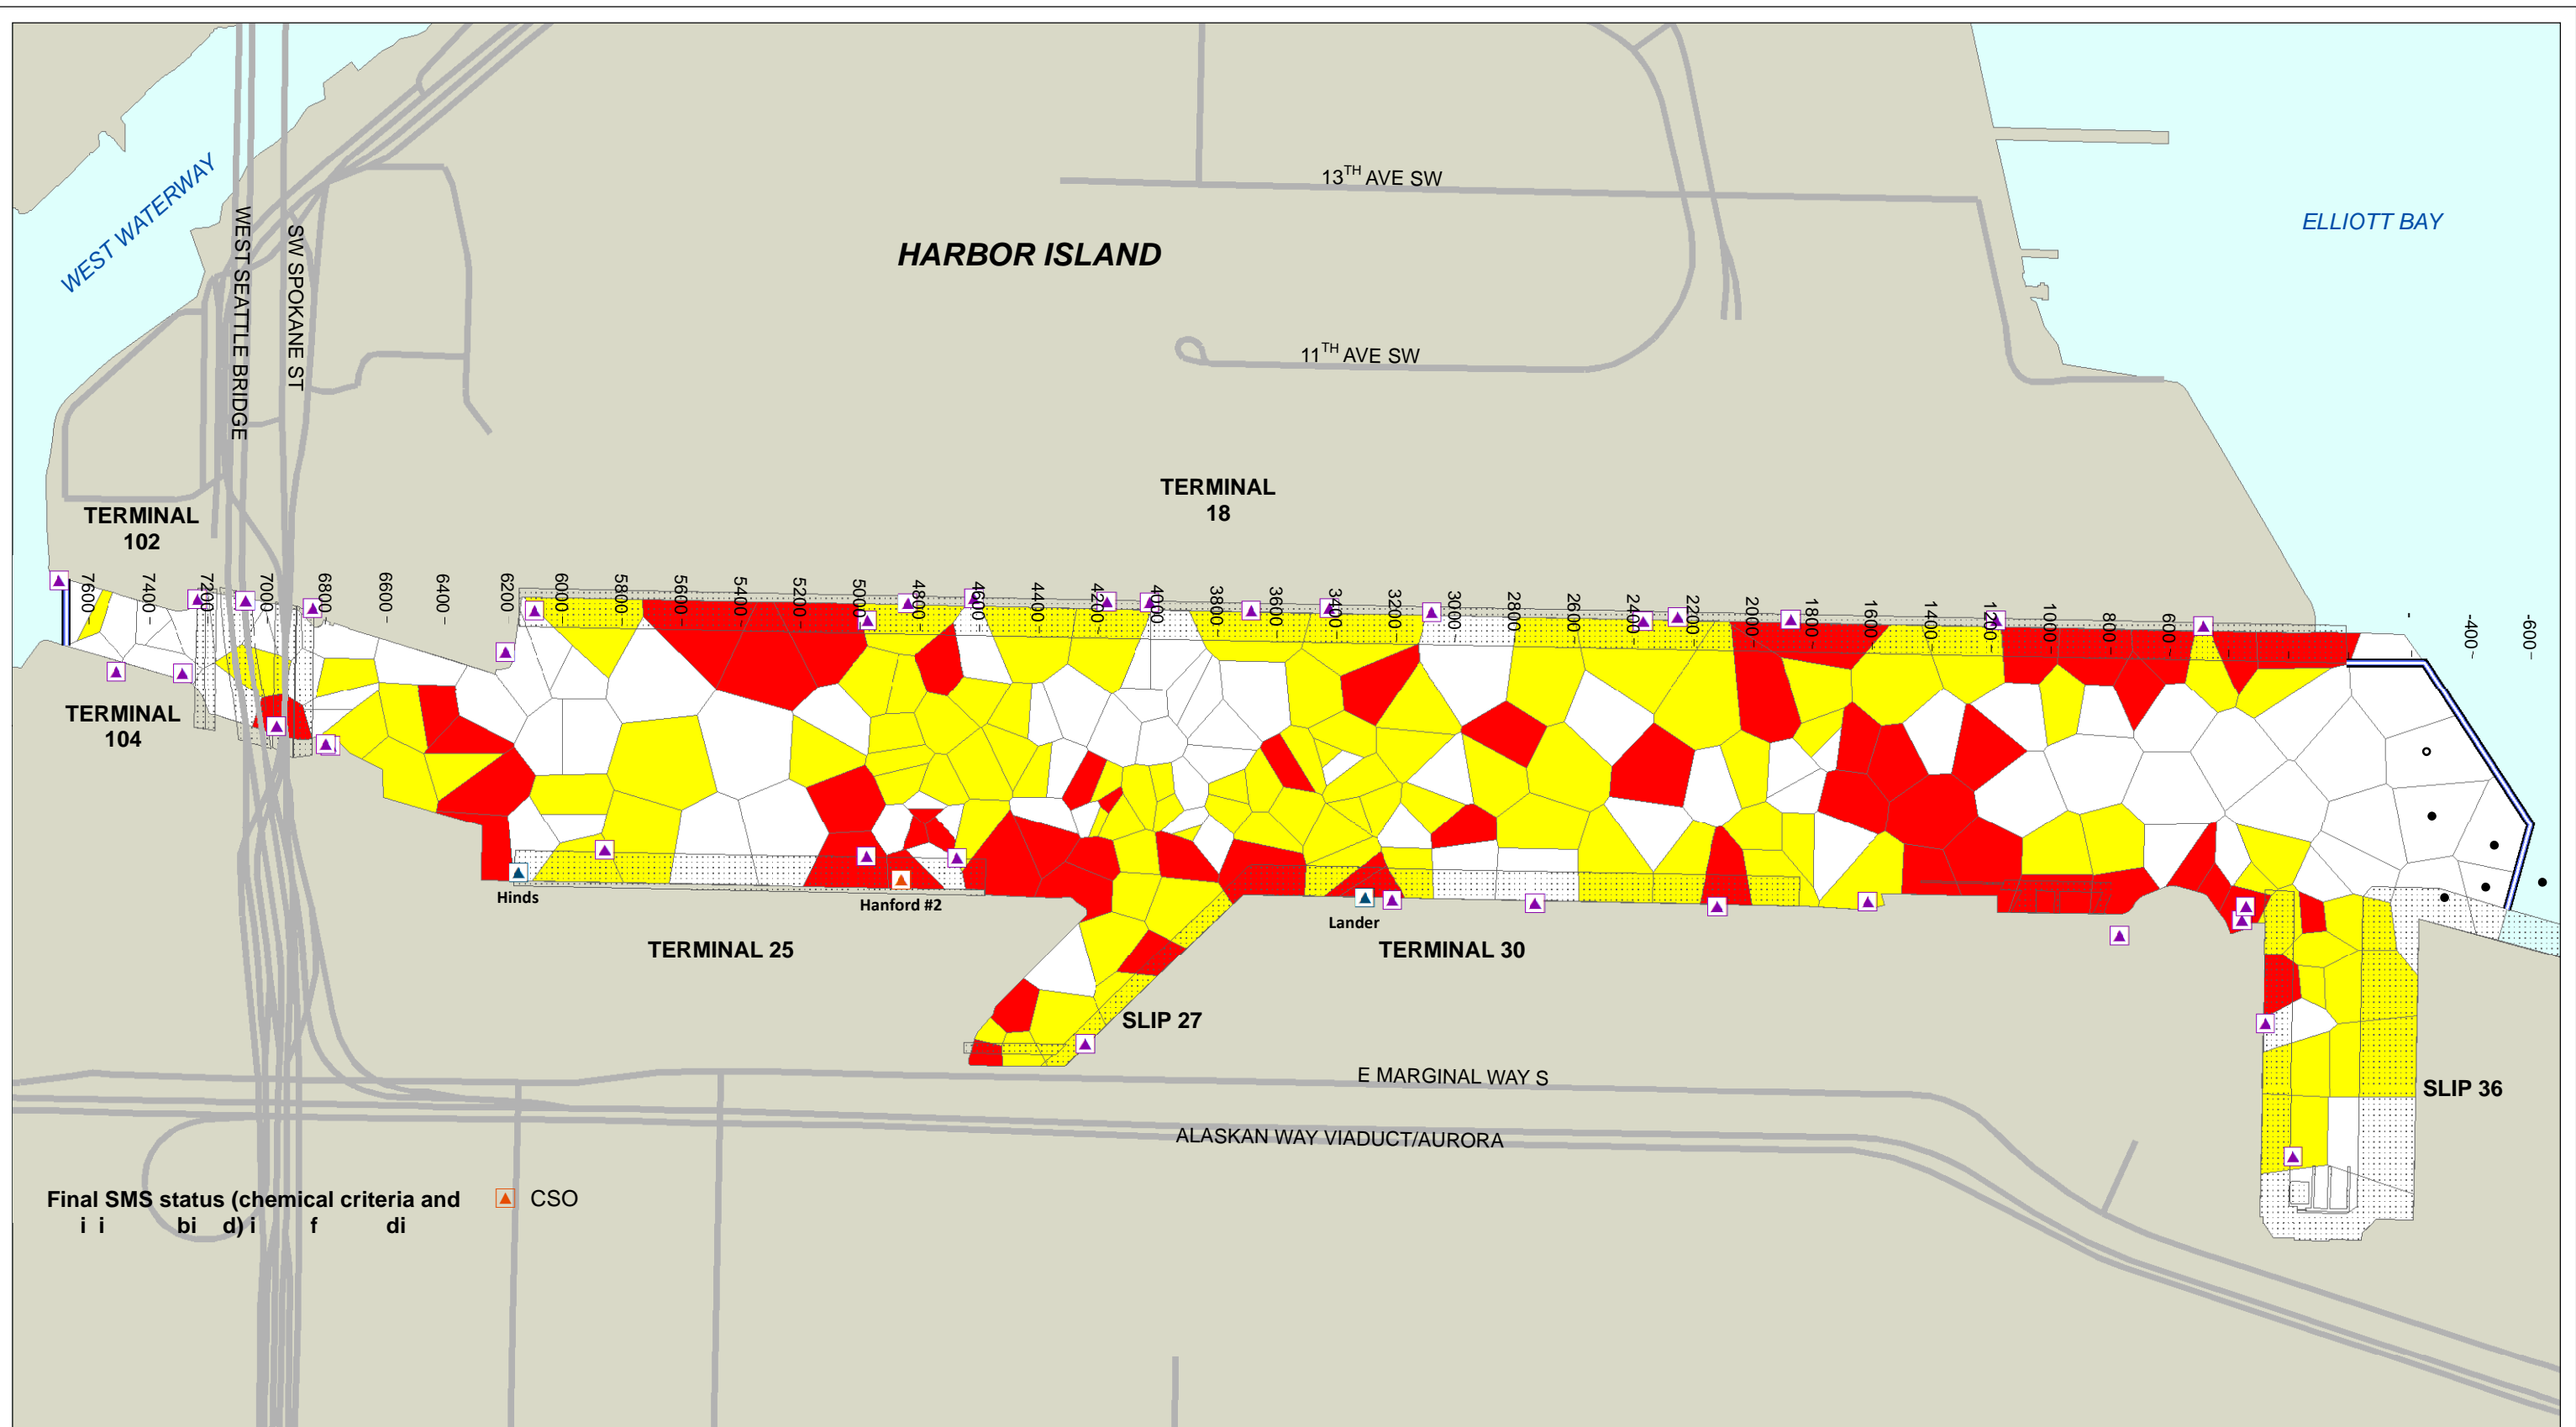 WEST WATERWAY
WEST SEATTLE BRIDGE
SW SPOKANE ST
13TH AVE SW
ELLIOTT BAY
HARBOR ISLAND
11TH AVE SW
TERMINAL
18
TERMINAL
102
7600
7400
7200
7000
6800
6600
6400
6200
6000
5800
5600
5400
5200
5000
4800
4600
4400
4200
4000
3800
3600
3400
3200
3000
2800
2600
2400
2200
2000
1800
1600
1400
1200
1000
800
600
-400
-600
TERMINAL
104
Hinds
Hanford #2
Lander
TERMINAL 25
TERMINAL 30
SLIP 27
E MARGINAL WAY S
SLIP 36
ALASKAN WAY VIADUCT/AURORA
Final SMS status (chemical criteria and
CSO